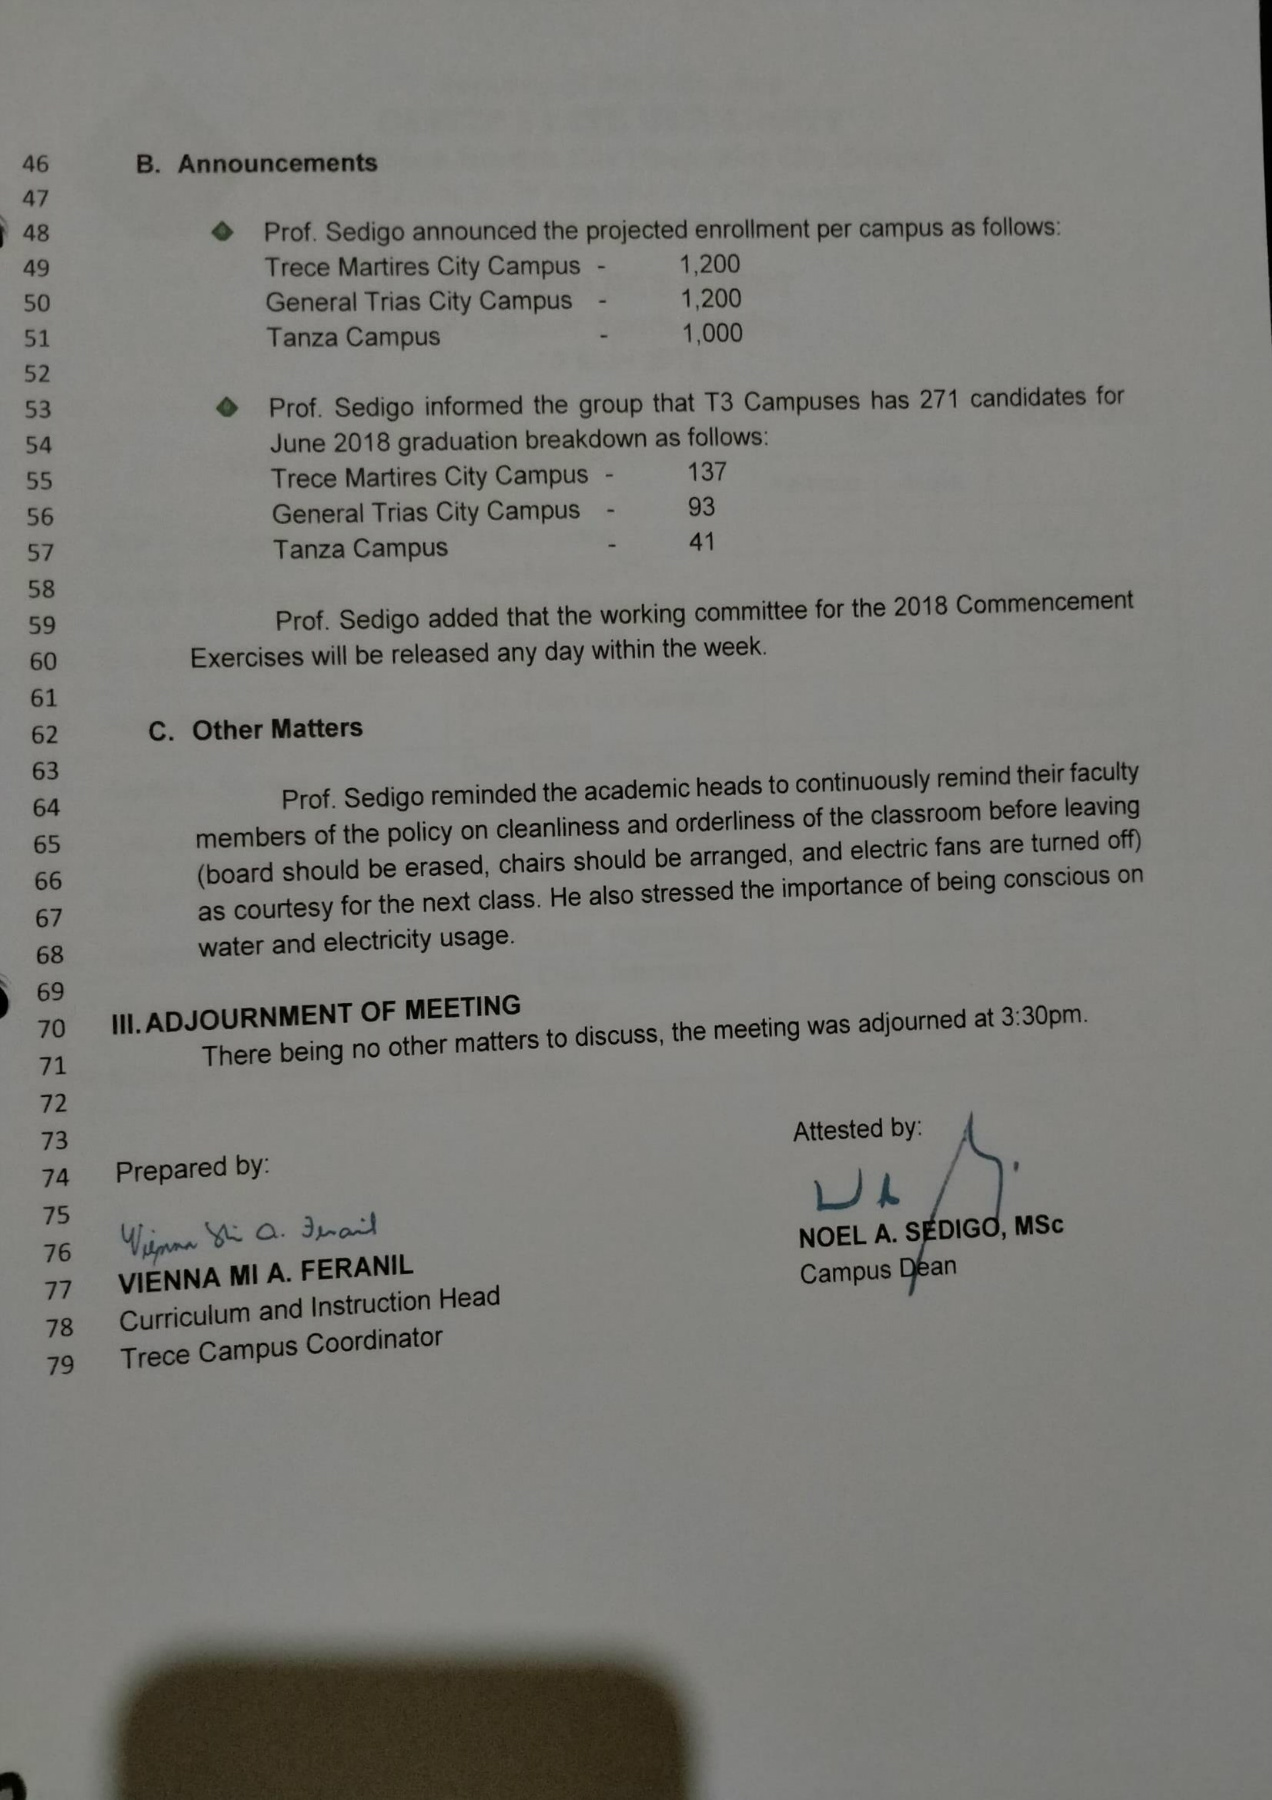 46 B. Announcements
47
48 Prof. Sedigo announced the projected enrollment per campus as follows:
49 Trece Martires City Campus - 1,200
50 General Trias City Campus - 1,200
51 Tanza Campus - 1,000
52
53 Prof. Sedigo informed the group that T3 Campuses has 271 candidates for
54 June 2018 graduation breakdown as follows:
55 Trece Martires City Campus - 137
56 General Trias City Campus - 93
57 Tanza Campus - 41
58
59 Prof. Sedigo added that the working committee for the 2018 Commencement
60 Exercises will be released any day within the week.
61
62 C. Other Matters
63
64 Prof. Sedigo reminded the academic heads to continuously remind their faculty
65 members of the policy on cleanliness and orderliness of the classroom before leaving
66 (board should be erased, chairs should be arranged, and electric fans are turned off)
67 as courtesy for the next class. He also stressed the importance of being conscious on
68 water and electricity usage.
69
70 III. ADJOURNMENT OF MEETING
71 There being no other matters to discuss, the meeting was adjourned at 3:30pm.
72
73 Attested by:
74 Prepared by:
75
76 Vienna Mi A. Feranil
NOEL A. SEDIGO, MSc
77 VIENNA MI A. FERANIL
Campus Dean
78 Curriculum and Instruction Head
79 Trece Campus Coordinator